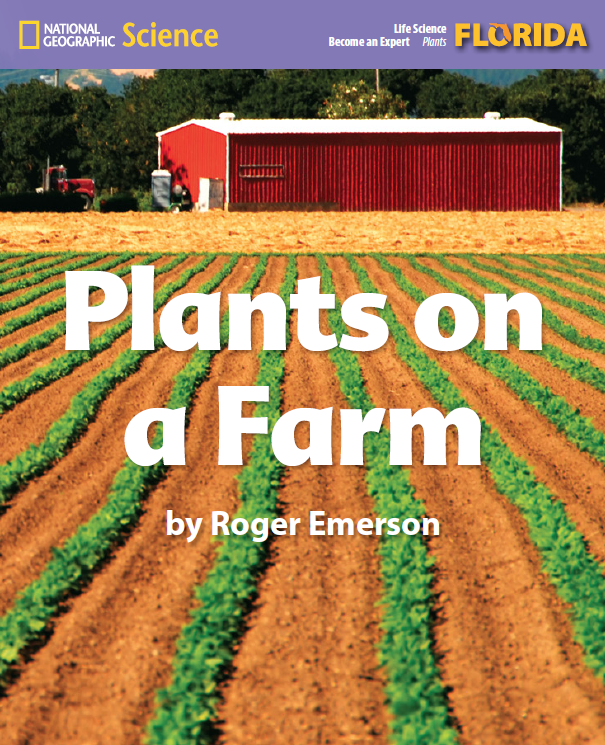 NATIONAL
GEOGRAPHIC
Science
Life Science
Become an Expert Plants
FLORIDA
Plants on
a Farm
by Roger Emerson